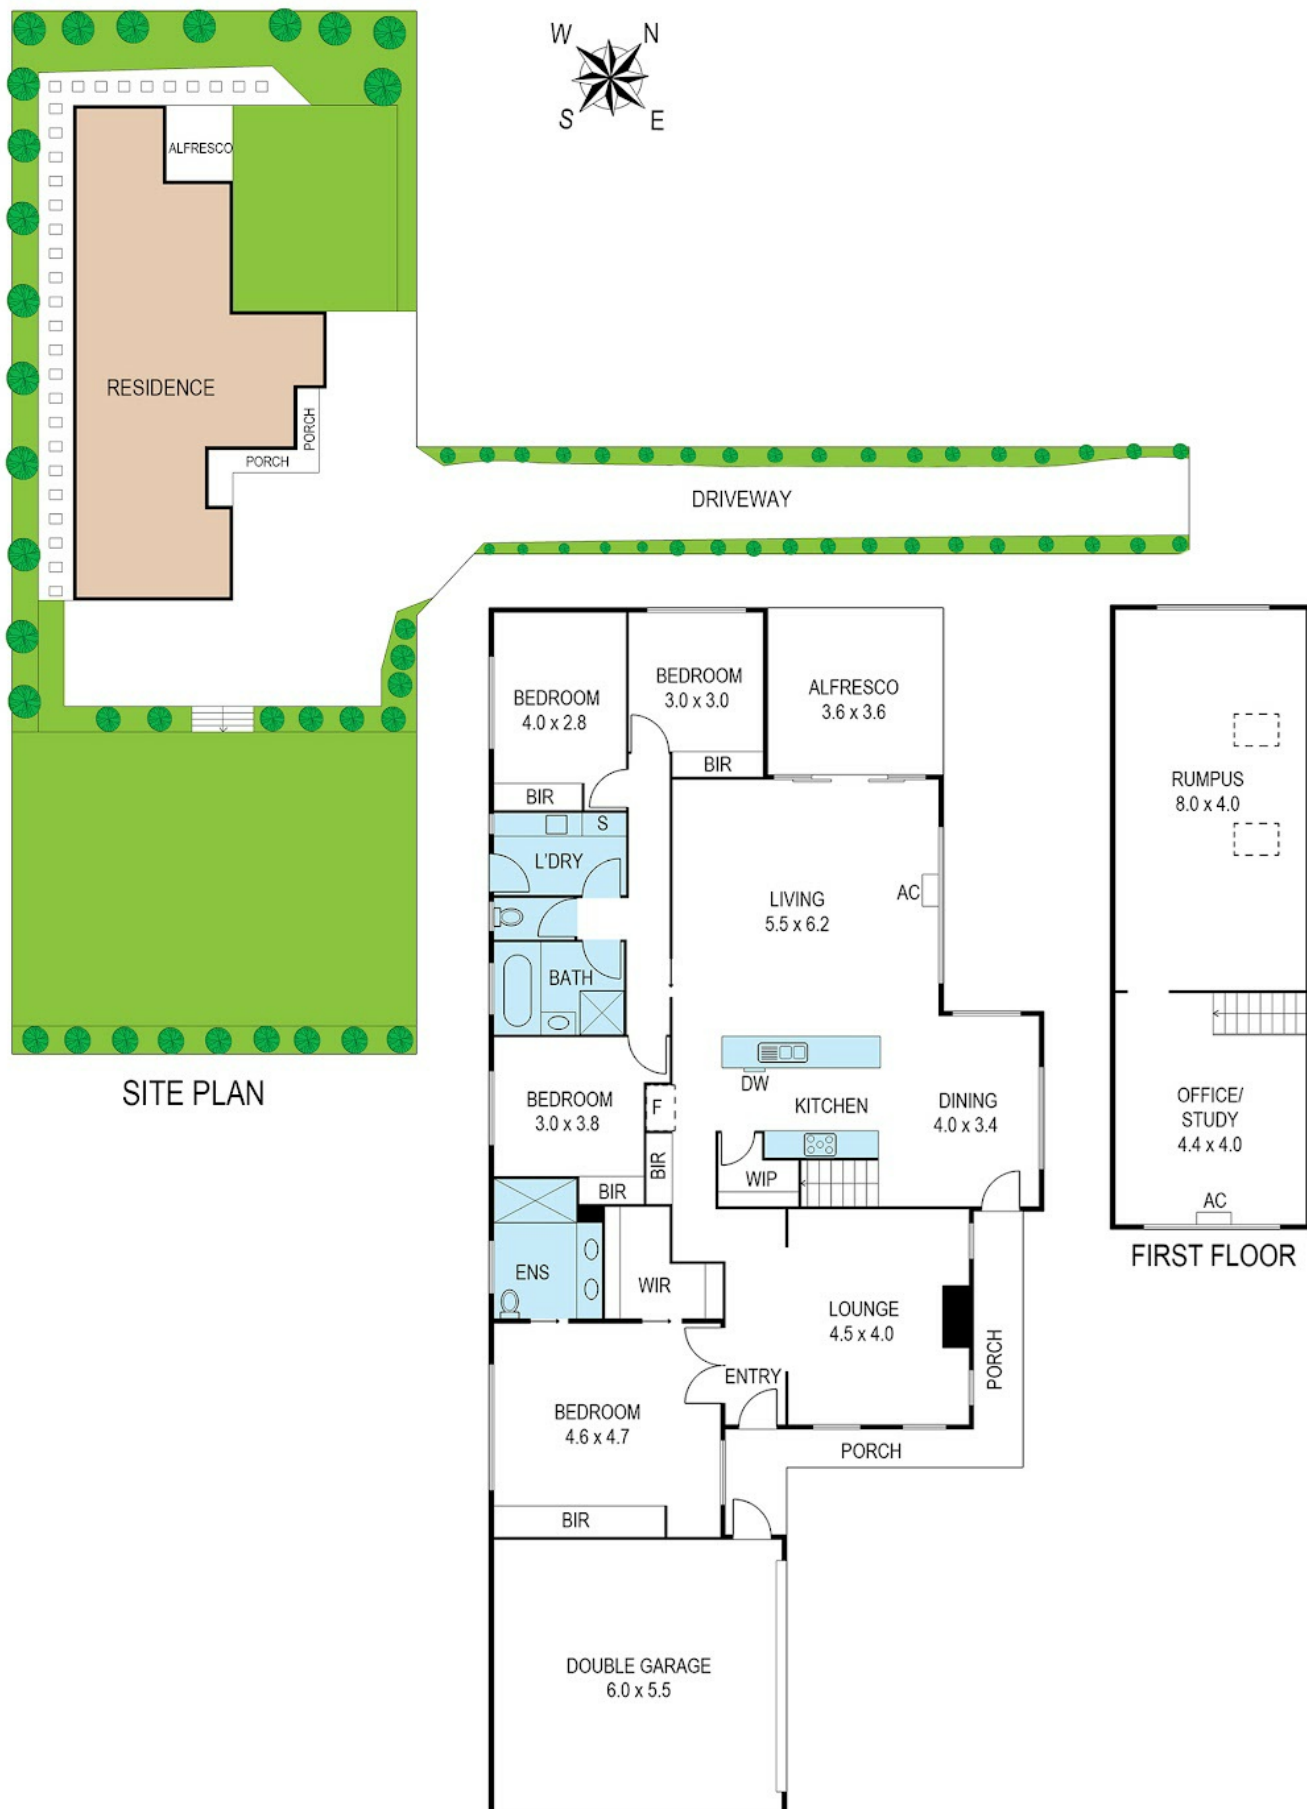 W
N
S
E
ALFRESCO
RESIDENCE
PORCH
PORCH
DRIVEWAY
SITE PLAN
BEDROOM
4.0 x 2.8
BIR
BEDROOM
3.0 x 3.0
BIR
ALFRESCO
3.6 x 3.6
S
L'DRY
LIVING
5.5 x 6.2
AC
BATH
BEDROOM
3.0 x 3.8
F
BIR
BIR
DW
KITCHEN
DINING
4.0 x 3.4
WIP
ENS
WIR
LOUNGE
4.5 x 4.0
ENTRY
PORCH
PORCH
BEDROOM
4.6 x 4.7
BIR
DOUBLE GARAGE
6.0 x 5.5
RUMPUS
8.0 x 4.0
OFFICE/
STUDY
4.4 x 4.0
AC
FIRST FLOOR